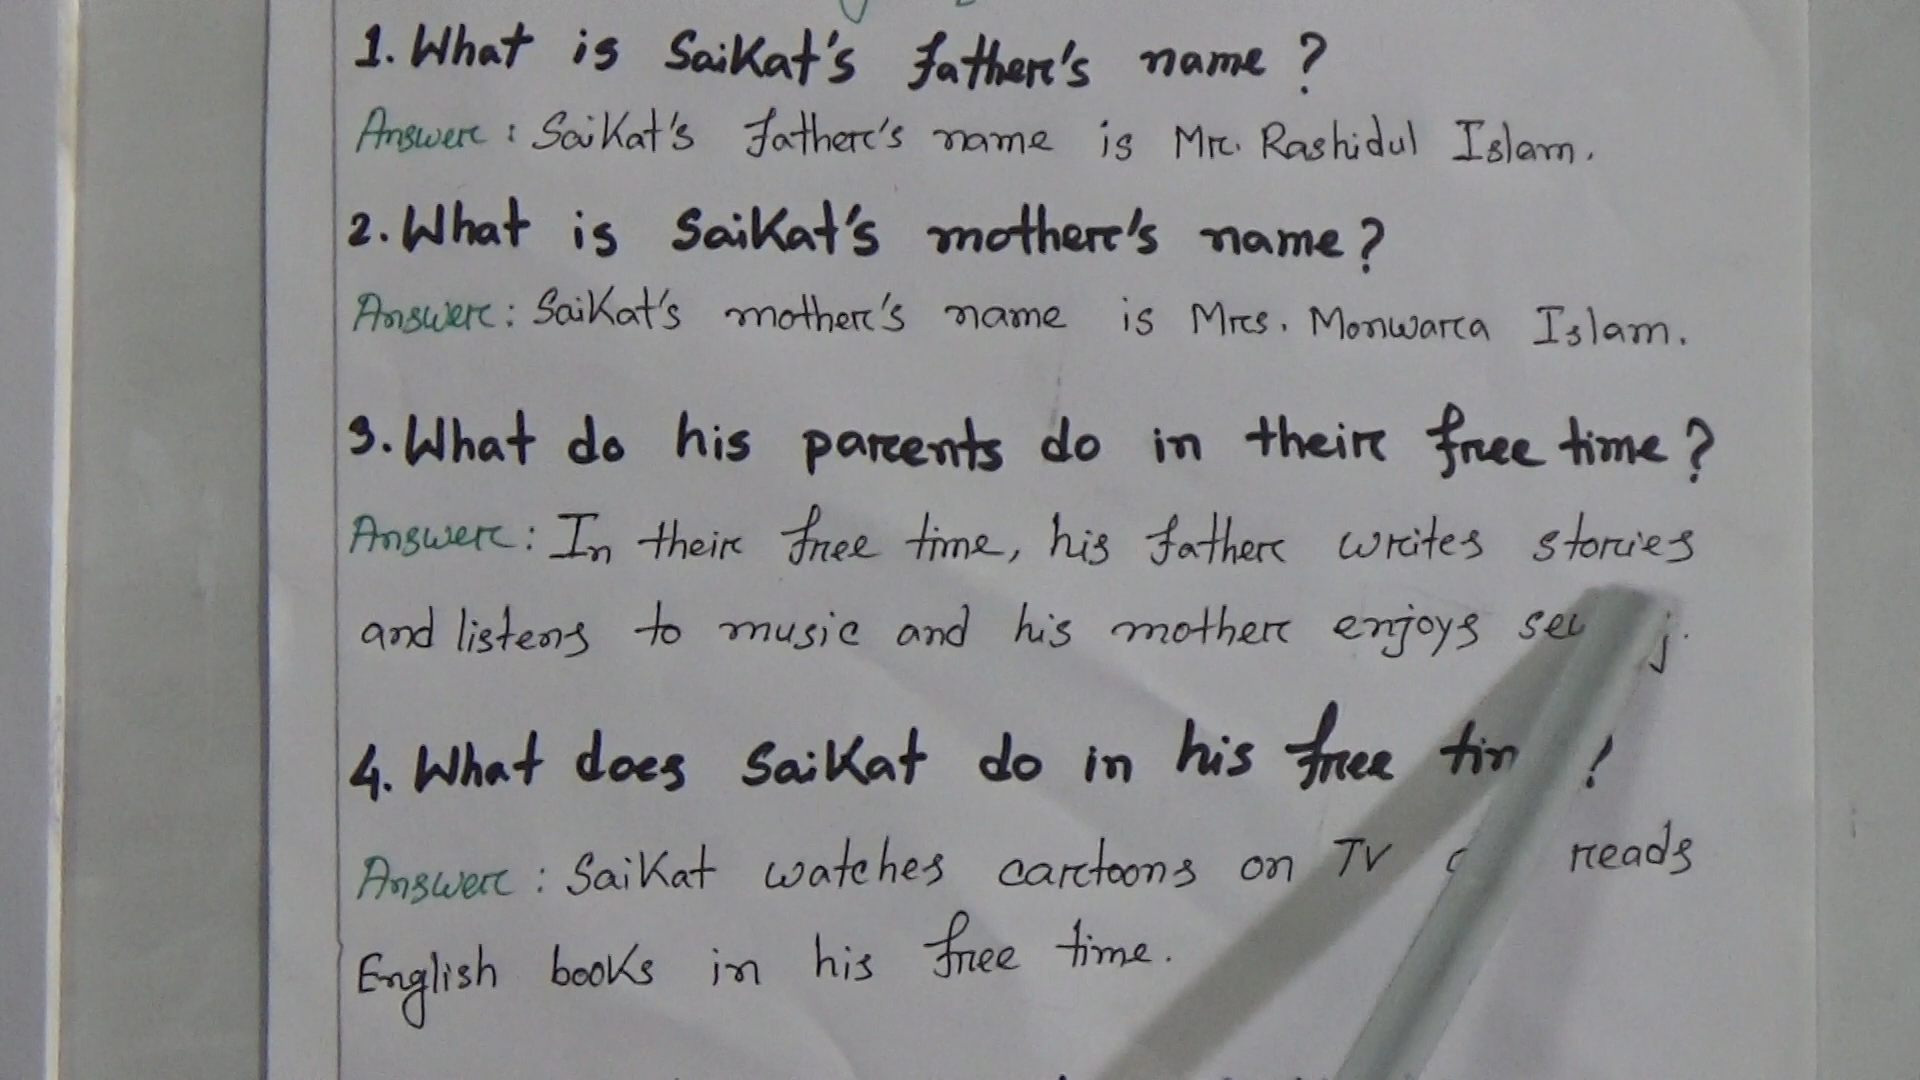 1. What is Saikat's father's name?
Answer: Saikat's father's name is Mr. Rashidul Islam.
2. What is Saikat's mother's name?
Answer: Saikat's mother's name is Mrs. Monwara Islam.
3. What do his parents do in their free time?
Answer: In their free time, his father writes stories
and listens to music and his mother enjoys
4. What does Saikat do in his free
Answer: Saikat watches cartoons on TV reads
English books in his free time.